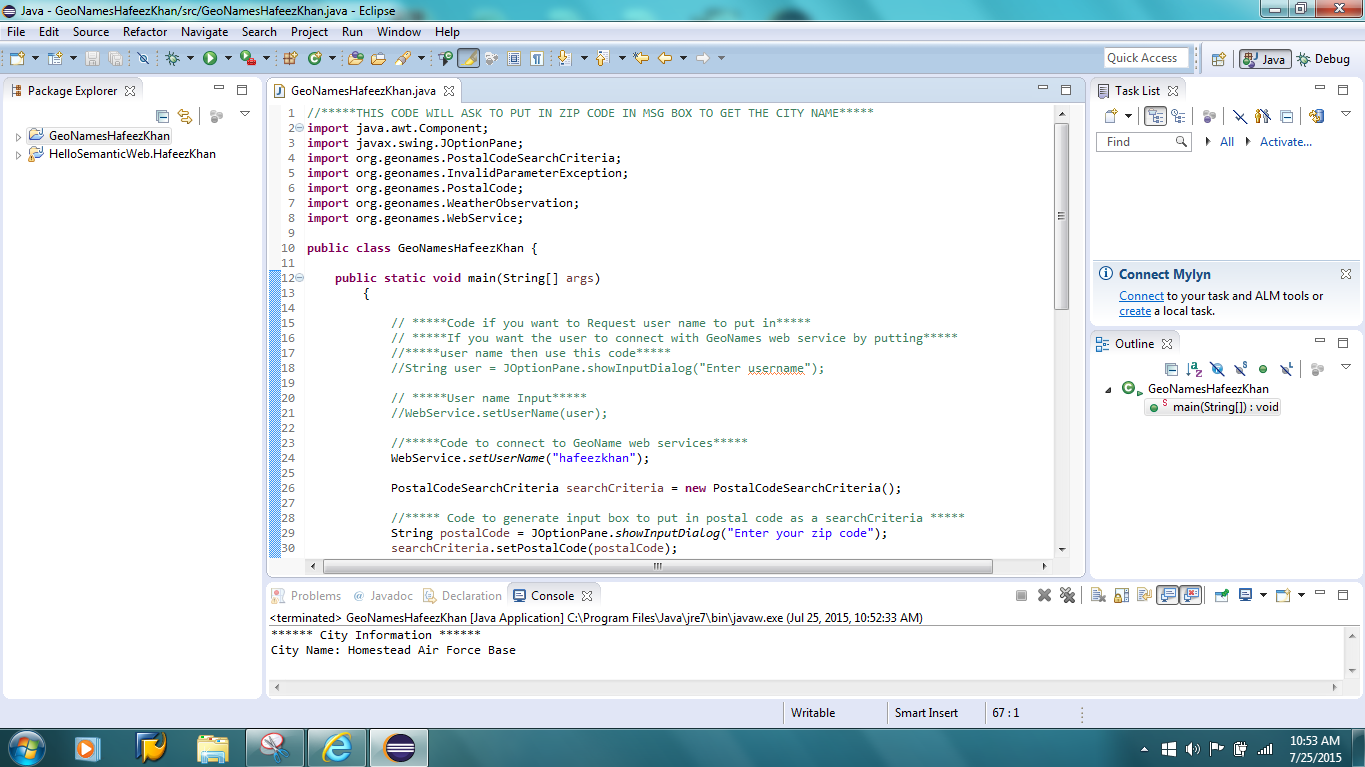 Java - GeoNamesHafeezKhan/src/GeoNamesHafeezKhan.java - Eclipse
File Edit Source Refactor Navigate Search Project Run Window Help
Quick Access Java Debug
Package Explorer
GeoNamesHafeezKhan
HelloSemanticWeb.HafeezKhan
GeoNamesHafeezKhan.java
1 //*****THIS CODE WILL ASK TO PUT IN ZIP CODE IN MSG BOX TO GET THE CITY NAME*****
2 import java.awt.Component;
3 import javax.swing.JOptionPane;
4 import org.geonames.PostalCodeSearchCriteria;
5 import org.geonames.InvalidParameterException;
6 import org.geonames.PostalCode;
7 import org.geonames.WeatherObservation;
8 import org.geonames.WebService;
9
10 public class GeoNamesHafeezKhan {
11
12 public static void main(String[] args)
13 {
14
15 // *****Code if you want to Request user name to put in*****
16 // *****If you want the user to connect with GeoNames web service by putting*****
17 //*****user name then use this code*****
18 //String user = JOptionPane.showInputDialog("Enter username");
19
20 // *****User name Input*****
21 //WebService.setUserName(user);
22
23 //*****Code to connect to GeoName web services*****
24 WebService.setUserName("hafeezkhan");
25
26 PostalCodeSearchCriteria searchCriteria = new PostalCodeSearchCriteria();
27
28 //***** Code to generate input box to put in postal code as a searchCriteria *****
29 String postalCode = JOptionPane.showInputDialog("Enter your zip code");
30 searchCriteria.setPostalCode(postalCode);
Task List
Find All Activate...
Connect Mylyn
Connect to your task and ALM tools or
create a local task.
Outline
GeoNamesHafeezKhan
main(String[]) : void
Problems Javadoc Declaration Console
<terminated> GeoNamesHafeezKhan [Java Application] C:\Program Files\Java\jre7\bin\javaw.exe (Jul 25, 2015, 10:52:33 AM)
****** City Information ******
City Name: Homestead Air Force Base
Writable Smart Insert 67 : 1
10:53 AM
7/25/2015